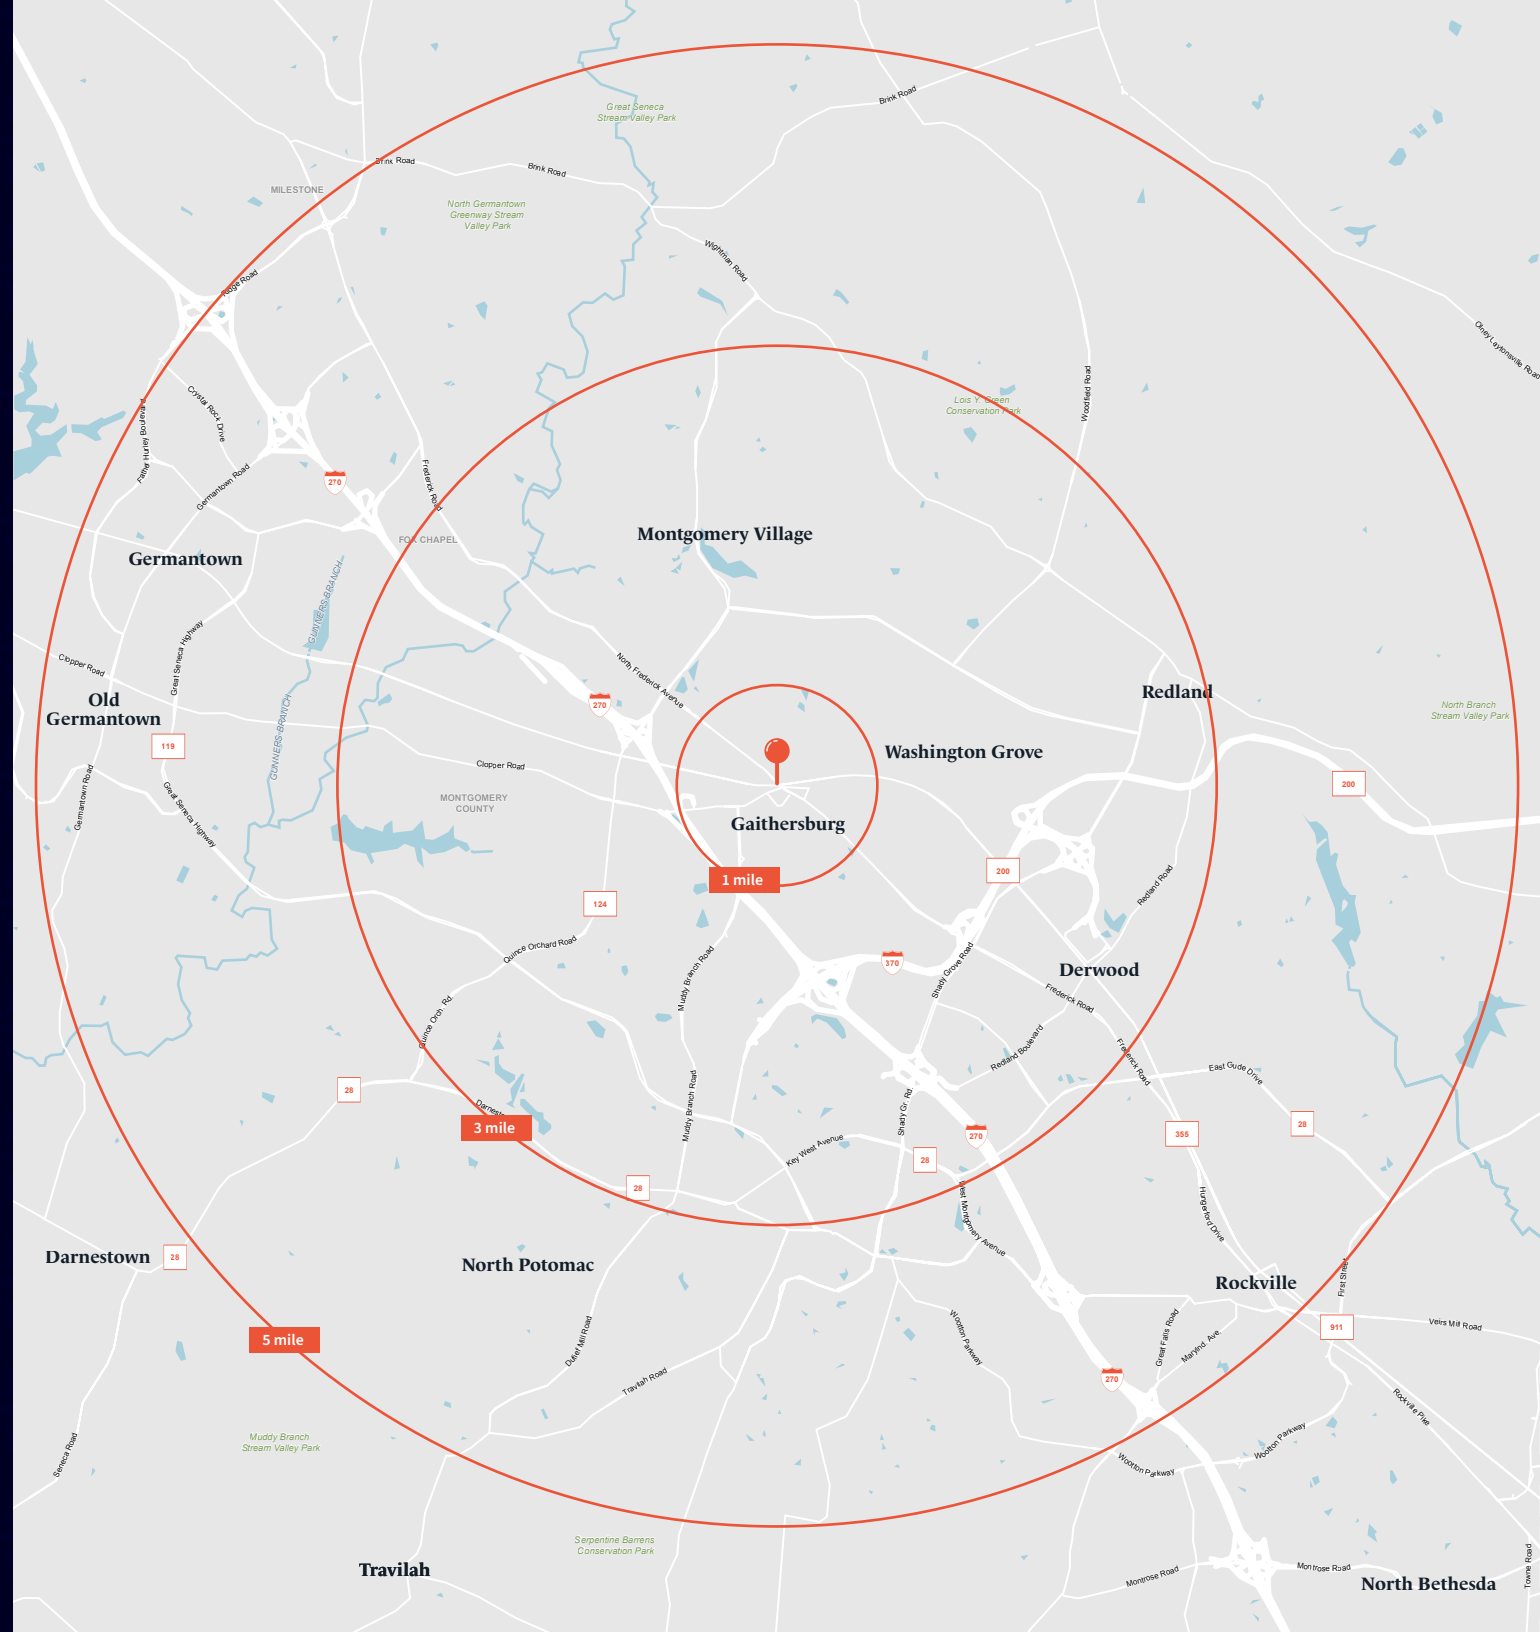 Great Seneca
Stream Valley Park
Brink Road
Brink Road
Brink Road
MILESTONE
North Germantown
Greenway Stream
Valley Park
Wightman Road
Ridge Road
Olney Laytonsville Road
Crystal Rock Drive
Father Hurley Boulevard
Woodfield Road
Lois Y. Green
Conservation Park
Germantown Road
270
Frederick Road
FOX CHAPEL
Montgomery Village
Germantown
GUNNERS BRANCH
Great Seneca Highway
Clopper Road
North Frederick Avenue
Old
Germantown
270
Redland
North Branch
Stream Valley Park
119
GUNNERS BRANCH
Washington Grove
Clopper Road
200
Germantown Road
Great Seneca Highway
MONTGOMERY
COUNTY
Gaithersburg
1 mile
200
Redland Road
124
Quince Orchard Road
Muddy Branch Road
370
Shady Grove Road
Derwood
Frederick Road
Quince Orch. Rd.
Redland Boulevard
Frederick Road
East Gude Drive
28
Darnest
3 mile
Muddy Branch Road
Shady Gr. Rd.
270
355
28
Key West Avenue
28
28
West Montgomery Avenue
Hungerford Drive
Darnestown
28
North Potomac
Rockville
First Street
911
Veirs Mill Road
5 mile
Dufief Mill Road
Wootton Parkway
Great Falls Road
Marylnd. Ave.
Travilah Road
270
Rockville Pike
Muddy Branch
Stream Valley Park
Seneca Road
Wootton Parkway
Wootton Parkway
Serpentine Barrens
Conservation Park
Travilah
Montrose Road
Montrose Road
North Bethesda
Towne Road